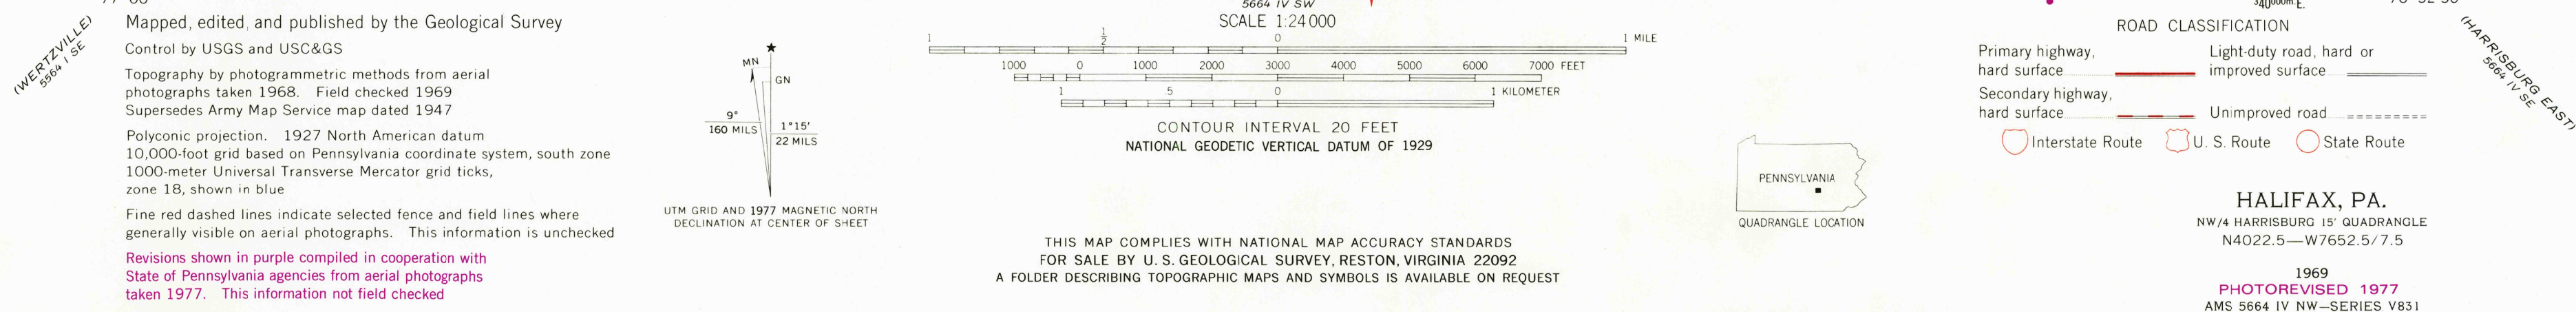 (WERTZVILLE)
5564 I SE
Mapped, edited, and published by the Geological Survey
Control by USGS and USC&GS
Topography by photogrammetric methods from aerial
photographs taken 1968. Field checked 1969
Supersedes Army Map Service map dated 1947
Polyconic projection. 1927 North American datum
10,000-foot grid based on Pennsylvania coordinate system, south zone
1000-meter Universal Transverse Mercator grid ticks,
zone 18, shown in blue
Fine red dashed lines indicate selected fence and field lines where
generally visible on aerial photographs. This information is unchecked
Revisions shown in purple compiled in cooperation with
State of Pennsylvania agencies from aerial photographs
taken 1977. This information not field checked
MN
GN
9°
160 MILS
1°15'
22 MILS
UTM GRID AND 1977 MAGNETIC NORTH
DECLINATION AT CENTER OF SHEET
5664 IV SW
SCALE 1:24 000
1 ½ 0 1 MILE
1000 0 1000 2000 3000 4000 5000 6000 7000 FEET
1 .5 0 1 KILOMETER
CONTOUR INTERVAL 20 FEET
NATIONAL GEODETIC VERTICAL DATUM OF 1929
THIS MAP COMPLIES WITH NATIONAL MAP ACCURACY STANDARDS
FOR SALE BY U. S. GEOLOGICAL SURVEY, RESTON, VIRGINIA 22092
A FOLDER DESCRIBING TOPOGRAPHIC MAPS AND SYMBOLS IS AVAILABLE ON REQUEST
PENNSYLVANIA
QUADRANGLE LOCATION
340000m.E.
ROAD CLASSIFICATION
Primary highway,
hard surface
Light-duty road, hard or
improved surface
Secondary highway,
hard surface
Unimproved road
Interstate Route U. S. Route State Route
(HARRISBURG EAST)
5664 IV SE
HALIFAX, PA.
NW/4 HARRISBURG 15' QUADRANGLE
N4022.5—W7652.5/7.5
1969
PHOTOREVISED 1977
AMS 5664 IV NW—SERIES V831